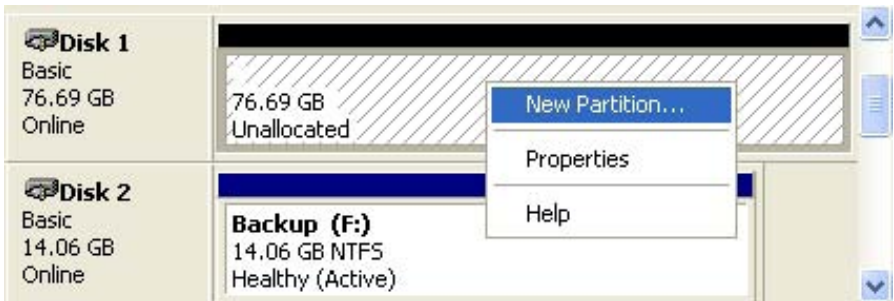 Disk 1
Basic
76.69 GB
Online
76.69 GB
Unallocated
New Partition...
Properties
Help
Disk 2
Basic
14.06 GB
Online
Backup (F:)
14.06 GB NTFS
Healthy (Active)